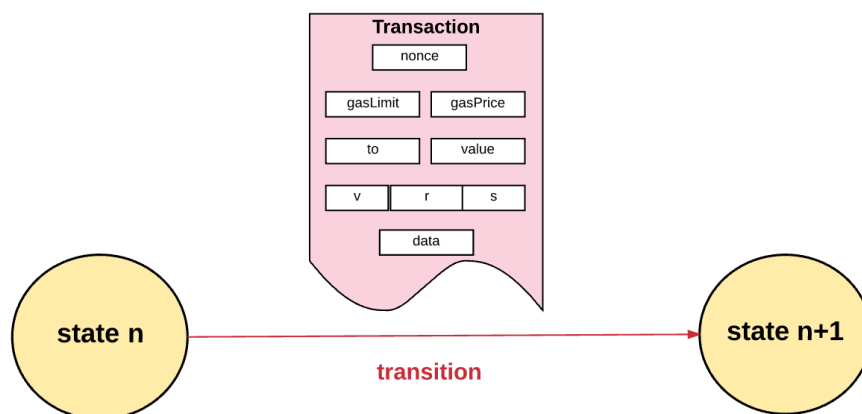 Transaction
nonce
gasLimit gasPrice
to value
v r s
data
state n
state n+1
transition